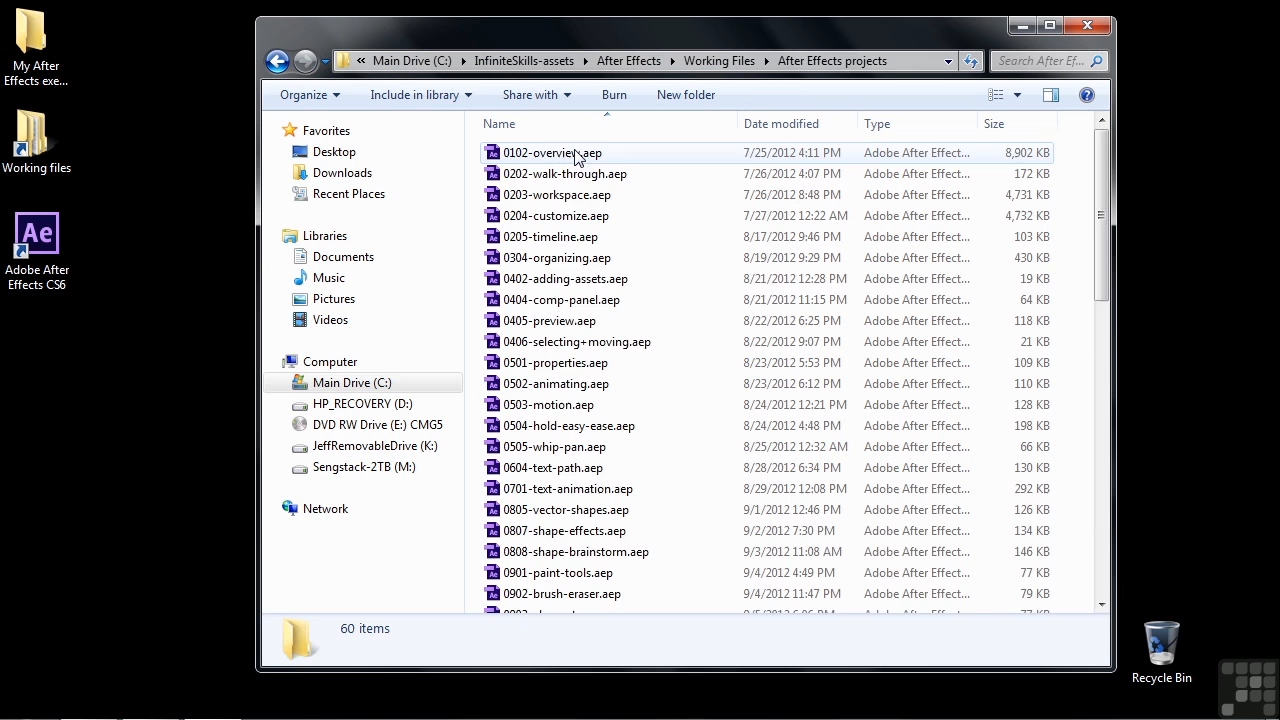 My After
Effects exe...
Working files
Ae
Adobe After
Effects CS6
« Main Drive (C:) InfiniteSkills-assets After Effects Working Files After Effects projects
Search After Ef...
Organize Include in library Share with Burn New folder
Favorites
Desktop
Downloads
Recent Places
Libraries
Documents
Music
Pictures
Videos
Computer
Main Drive (C:)
HP_RECOVERY (D:)
DVD RW Drive (E:) CMG5
JeffRemovableDrive (K:)
Sengstack-2TB (M:)
Network
Name Date modified Type Size
0102-overview.aep 7/25/2012 4:11 PM Adobe After Effect... 8,902 KB
0202-walk-through.aep 7/26/2012 4:07 PM Adobe After Effect... 172 KB
0203-workspace.aep 7/26/2012 8:48 PM Adobe After Effect... 4,731 KB
0204-customize.aep 7/27/2012 12:22 AM Adobe After Effect... 4,732 KB
0205-timeline.aep 8/17/2012 9:46 PM Adobe After Effect... 103 KB
0304-organizing.aep 8/19/2012 9:29 PM Adobe After Effect... 430 KB
0402-adding-assets.aep 8/21/2012 12:28 PM Adobe After Effect... 19 KB
0404-comp-panel.aep 8/21/2012 11:15 PM Adobe After Effect... 64 KB
0405-preview.aep 8/22/2012 6:25 PM Adobe After Effect... 118 KB
0406-selecting+moving.aep 8/22/2012 9:07 PM Adobe After Effect... 21 KB
0501-properties.aep 8/23/2012 5:53 PM Adobe After Effect... 109 KB
0502-animating.aep 8/23/2012 6:12 PM Adobe After Effect... 110 KB
0503-motion.aep 8/24/2012 12:21 PM Adobe After Effect... 128 KB
0504-hold-easy-ease.aep 8/24/2012 4:48 PM Adobe After Effect... 198 KB
0505-whip-pan.aep 8/25/2012 12:32 AM Adobe After Effect... 66 KB
0604-text-path.aep 8/28/2012 6:34 PM Adobe After Effect... 130 KB
0701-text-animation.aep 8/29/2012 12:08 PM Adobe After Effect... 292 KB
0805-vector-shapes.aep 9/1/2012 12:46 PM Adobe After Effect... 126 KB
0807-shape-effects.aep 9/2/2012 7:30 PM Adobe After Effect... 134 KB
0808-shape-brainstorm.aep 9/3/2012 11:08 AM Adobe After Effect... 146 KB
0901-paint-tools.aep 9/4/2012 4:49 PM Adobe After Effect... 77 KB
0902-brush-eraser.aep 9/4/2012 11:47 PM Adobe After Effect... 79 KB
60 items
Recycle Bin